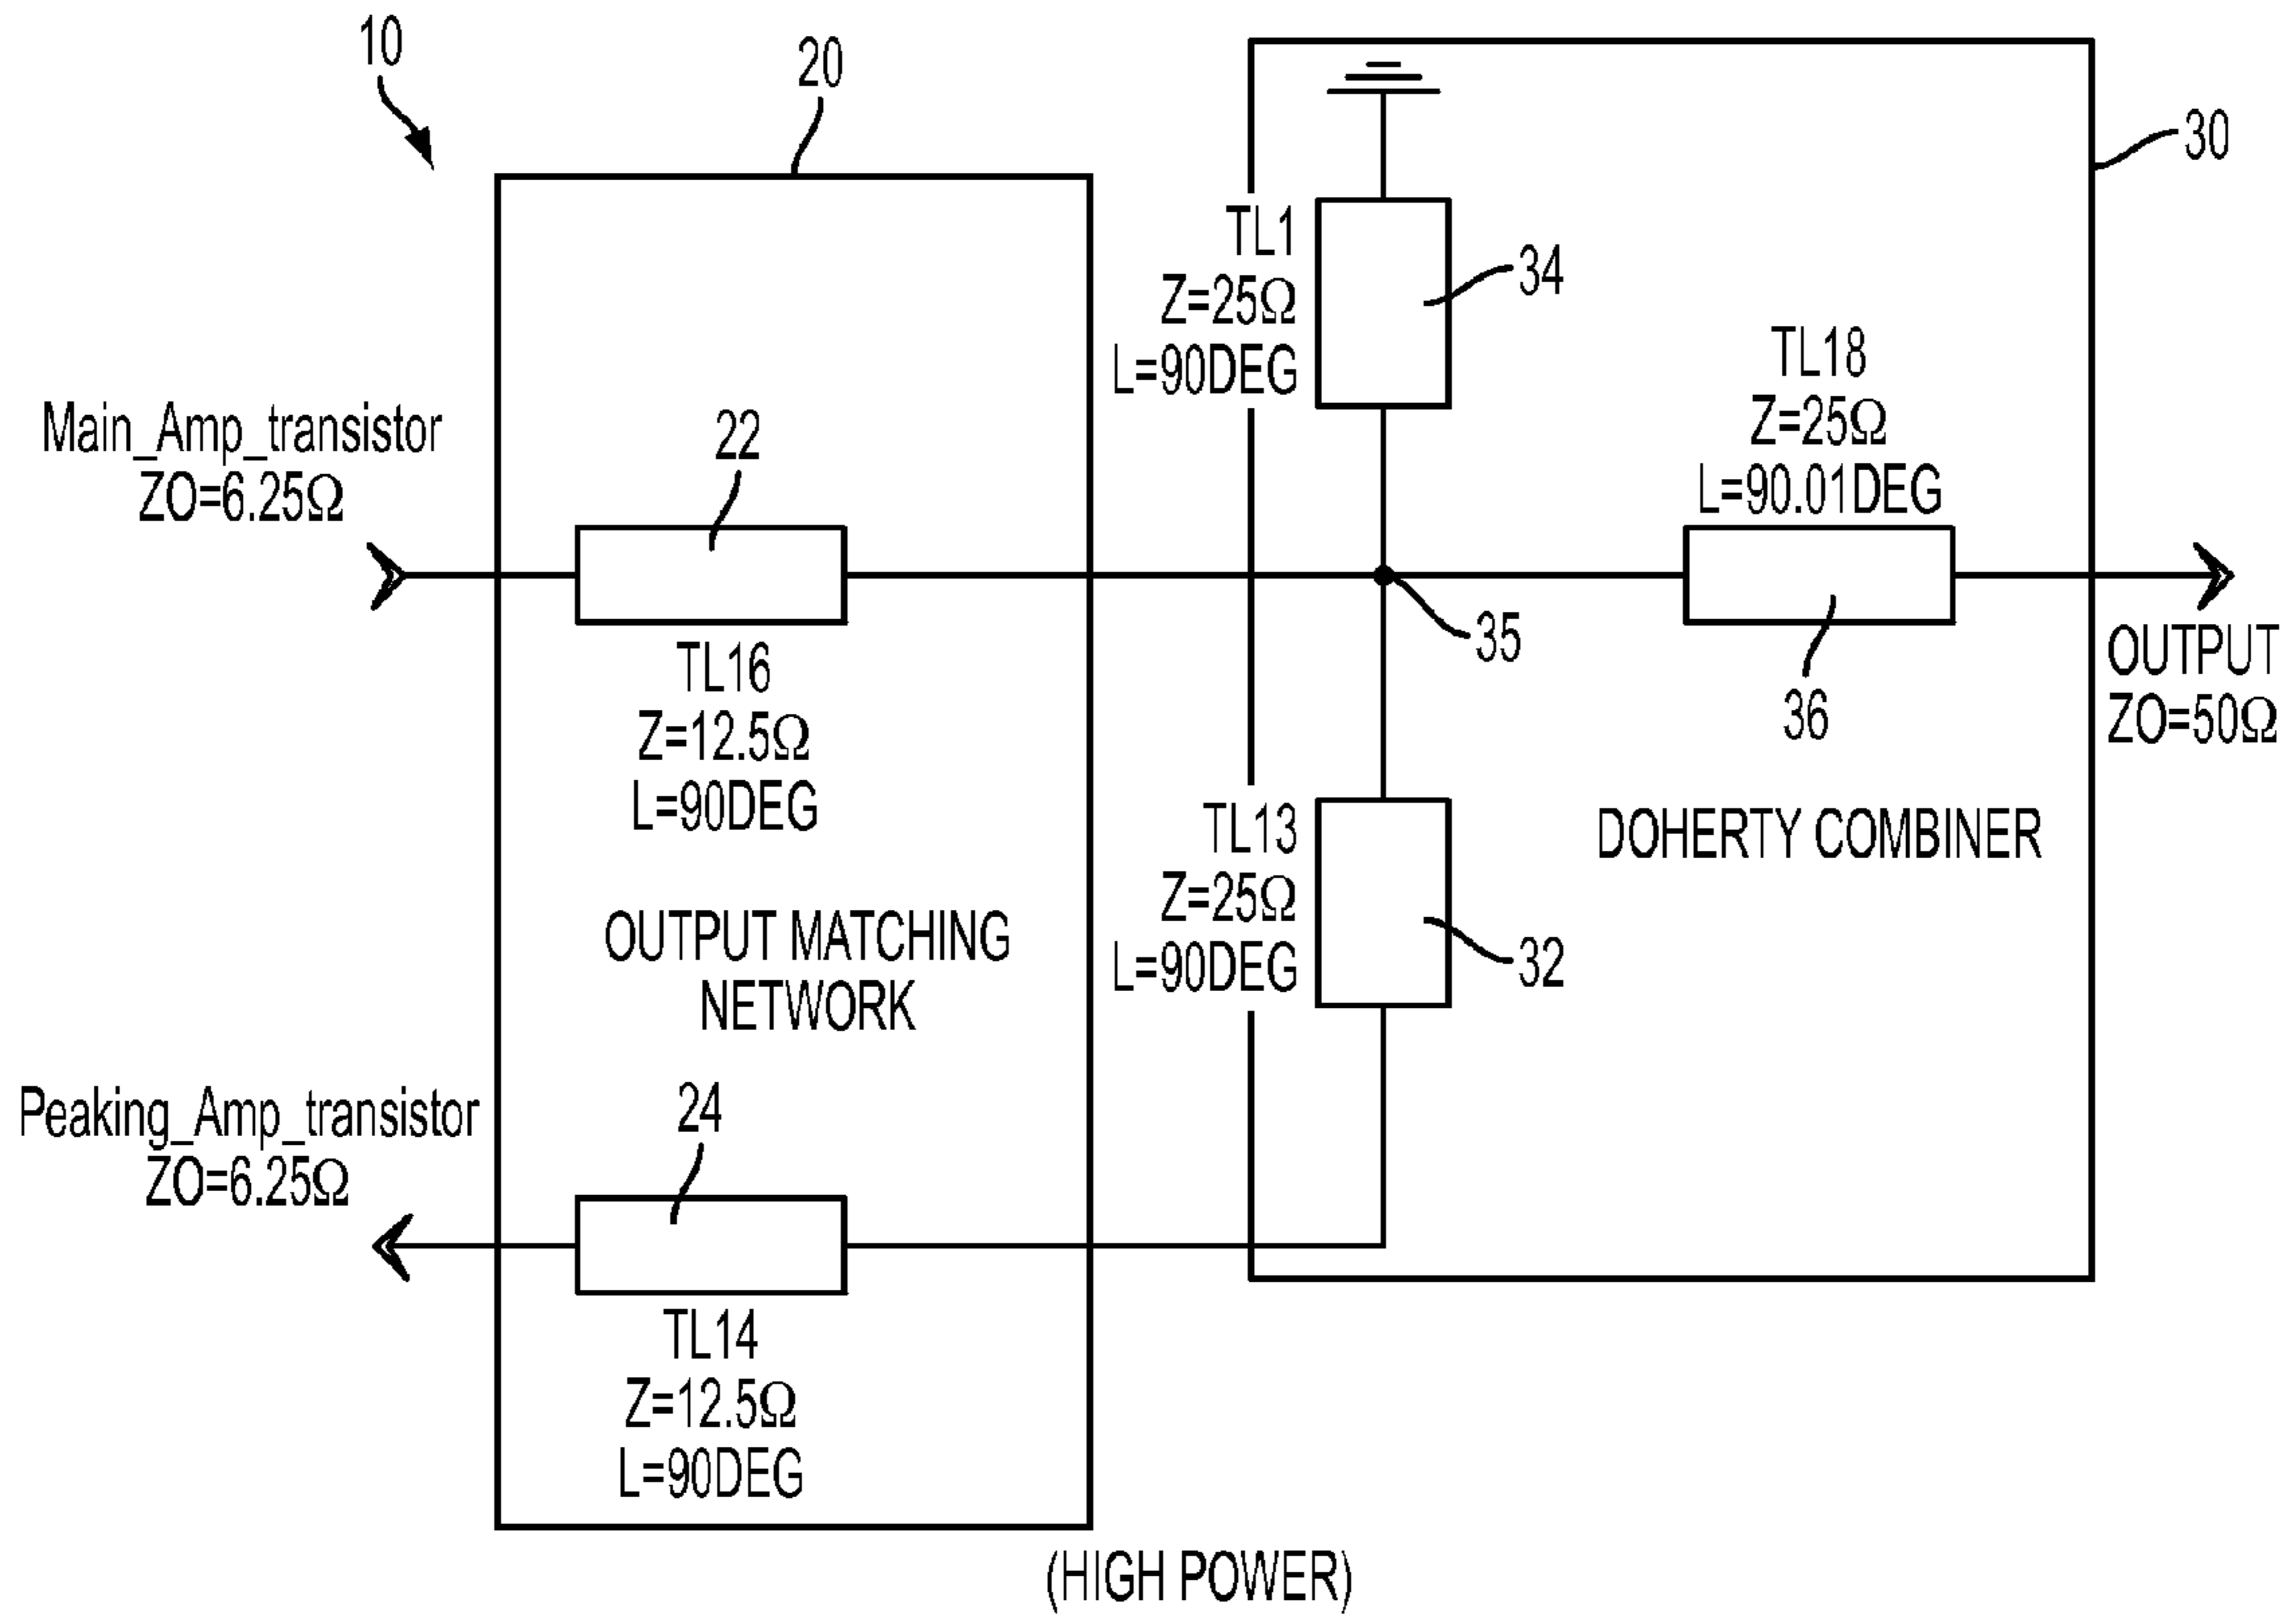 10
20
30
TL1
Z=25Ω
L=90DEG
34
TL18
Z=25Ω
L=90.01DEG
Main_Amp_transistor
ZO=6.25Ω
22
35
36
OUTPUT
ZO=50Ω
TL16
Z=12.5Ω
L=90DEG
TL13
Z=25Ω
L=90DEG
32
DOHERTY COMBINER
OUTPUT MATCHING
NETWORK
Peaking_Amp_transistor
ZO=6.25Ω
24
TL14
Z=12.5Ω
L=90DEG
(HIGH POWER)